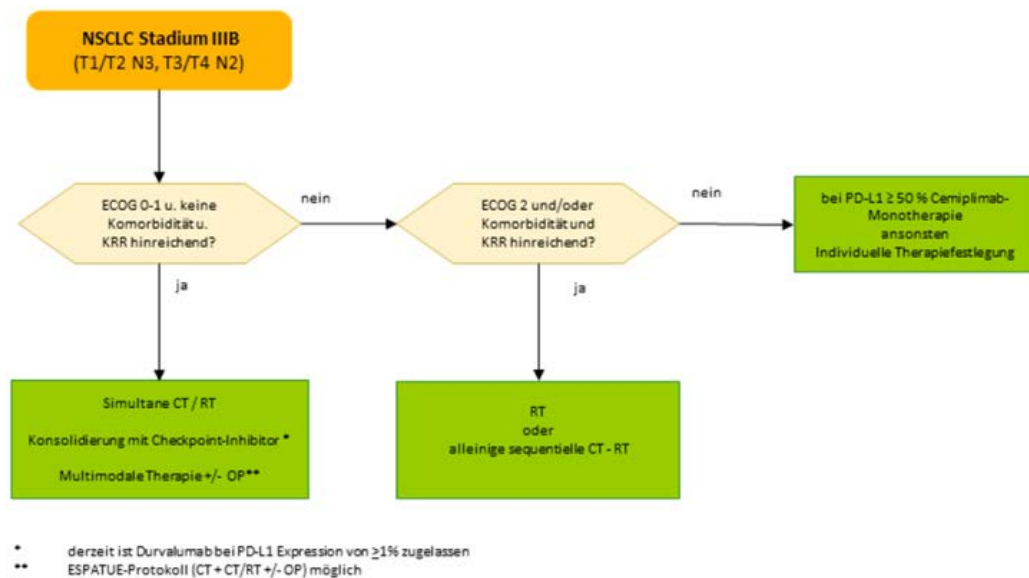 NSCLC Stadium IIIB
(T1/T2 N3, T3/T4 N2)
ECOG 0-1 u. keine
Komorbidität u.
KRR hinreichend?
nein
ECOG 2 und/oder
Komorbidität und
KRR hinreichend?
nein
bei PD-L1 ≥ 50 % Cemiplimab-
Monotherapie
ansonsten
Individuelle Therapiefestlegung
ja
ja
Simultane CT / RT
Konsolidierung mit Checkpoint-Inhibitor *
Multimodale Therapie +/- OP**
RT
oder
alleinige sequentielle CT - RT
* derzeit ist Durvalumab bei PD-L1 Expression von ≥1% zugelassen
** ESPATUE-Protokoll (CT + CT/RT +/- OP) möglich